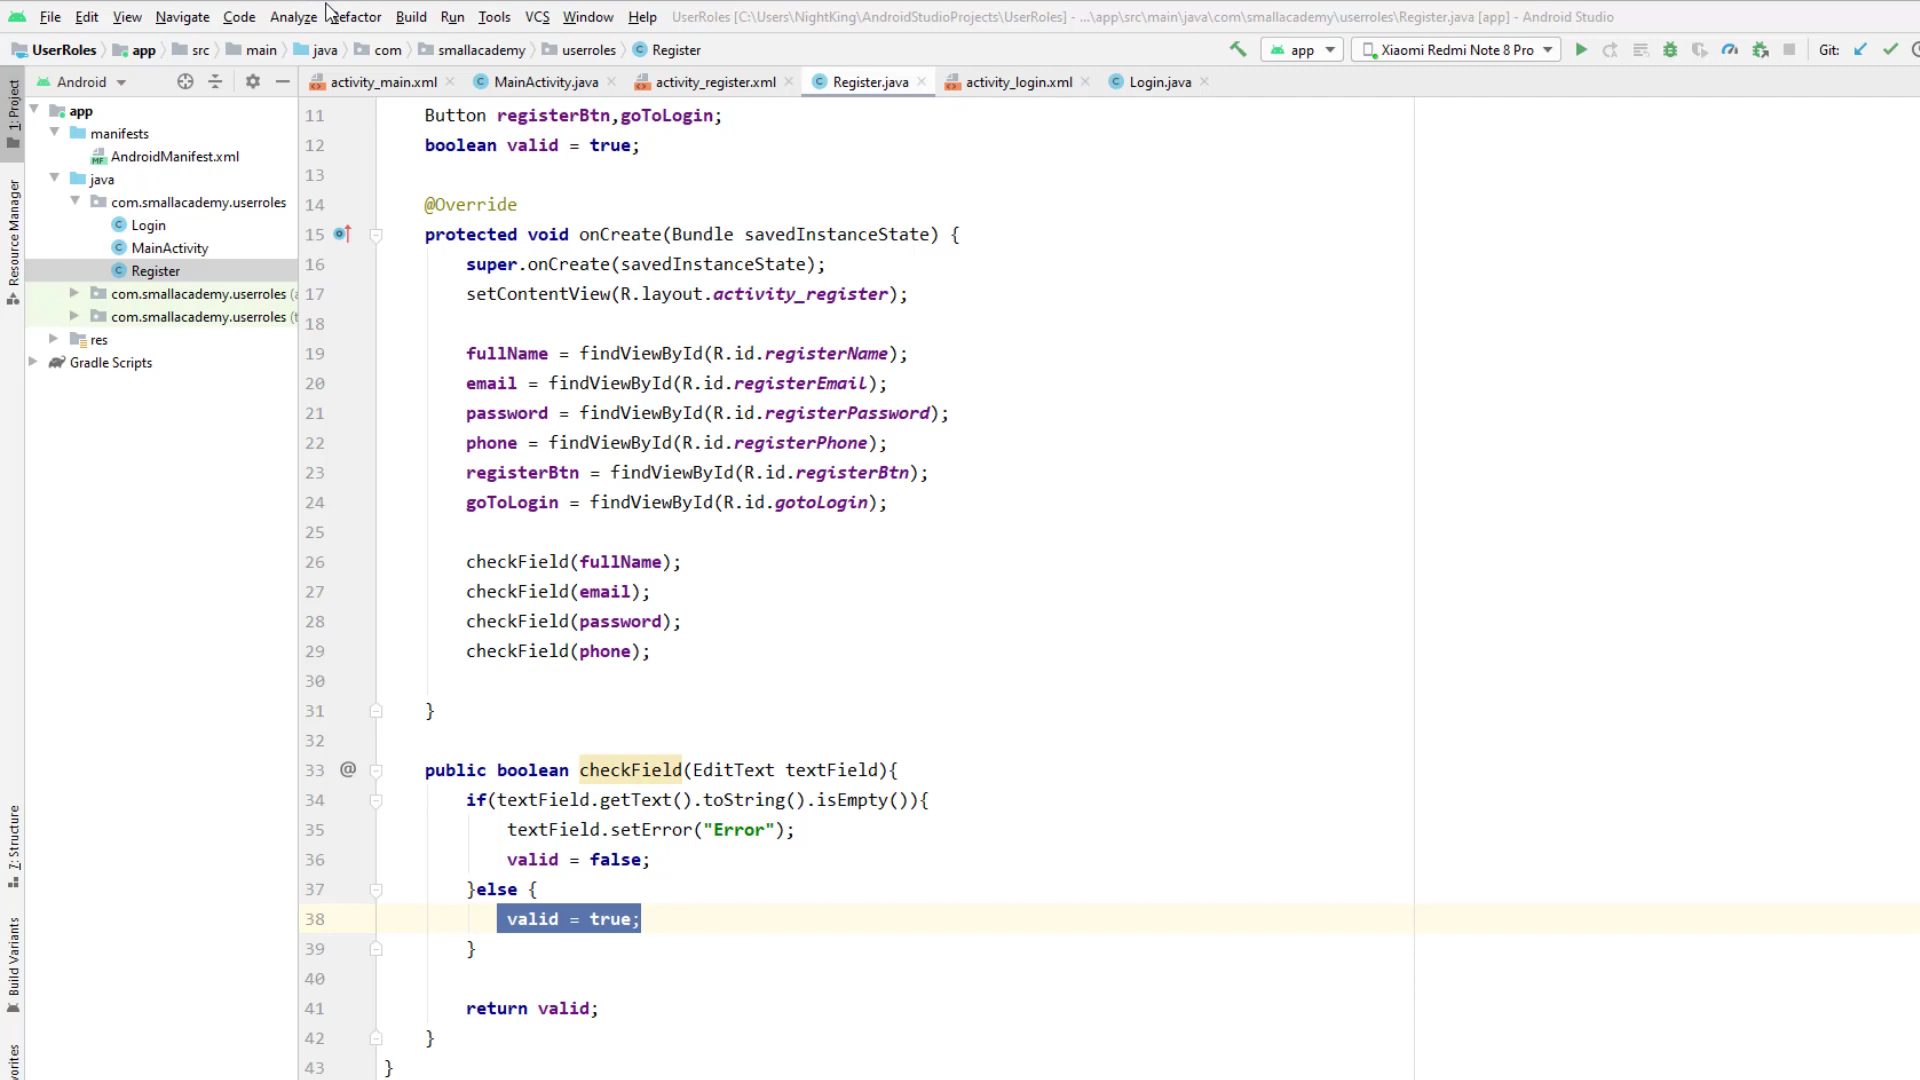 File Edit View Navigate Code Analyze Refactor Build Run Tools VCS Window Help UserRoles [C:\Users\NightKing\AndroidStudioProjects\UserRoles] - ...\app\src\main\java\com\smallacademy\userroles\Register.java [app] - Android Studio
UserRoles app src main java com smallacademy userroles Register app Xiaomi Redmi Note 8 Pro Git:
Android activity_main.xml MainActivity.java activity_register.xml Register.java activity_login.xml Login.java
1: Project
Resource Manager
7: Structure
Build Variants
app
manifests
AndroidManifest.xml
java
com.smallacademy.userroles
Login
MainActivity
Register
com.smallacademy.userroles
com.smallacademy.userroles
res
Gradle Scripts
11 Button registerBtn,goToLogin;
12 boolean valid = true;
13
14 @Override
15 protected void onCreate(Bundle savedInstanceState) {
16 super.onCreate(savedInstanceState);
17 setContentView(R.layout.activity_register);
18
19 fullName = findViewById(R.id.registerName);
20 email = findViewById(R.id.registerEmail);
21 password = findViewById(R.id.registerPassword);
22 phone = findViewById(R.id.registerPhone);
23 registerBtn = findViewById(R.id.registerBtn);
24 goToLogin = findViewById(R.id.gotoLogin);
25
26 checkField(fullName);
27 checkField(email);
28 checkField(password);
29 checkField(phone);
30
31 }
32
33 @ public boolean checkField(EditText textField){
34 if(textField.getText().toString().isEmpty()){
35 textField.setError("Error");
36 valid = false;
37 }else {
38 valid = true;
39 }
40
41 return valid;
42 }
43 }